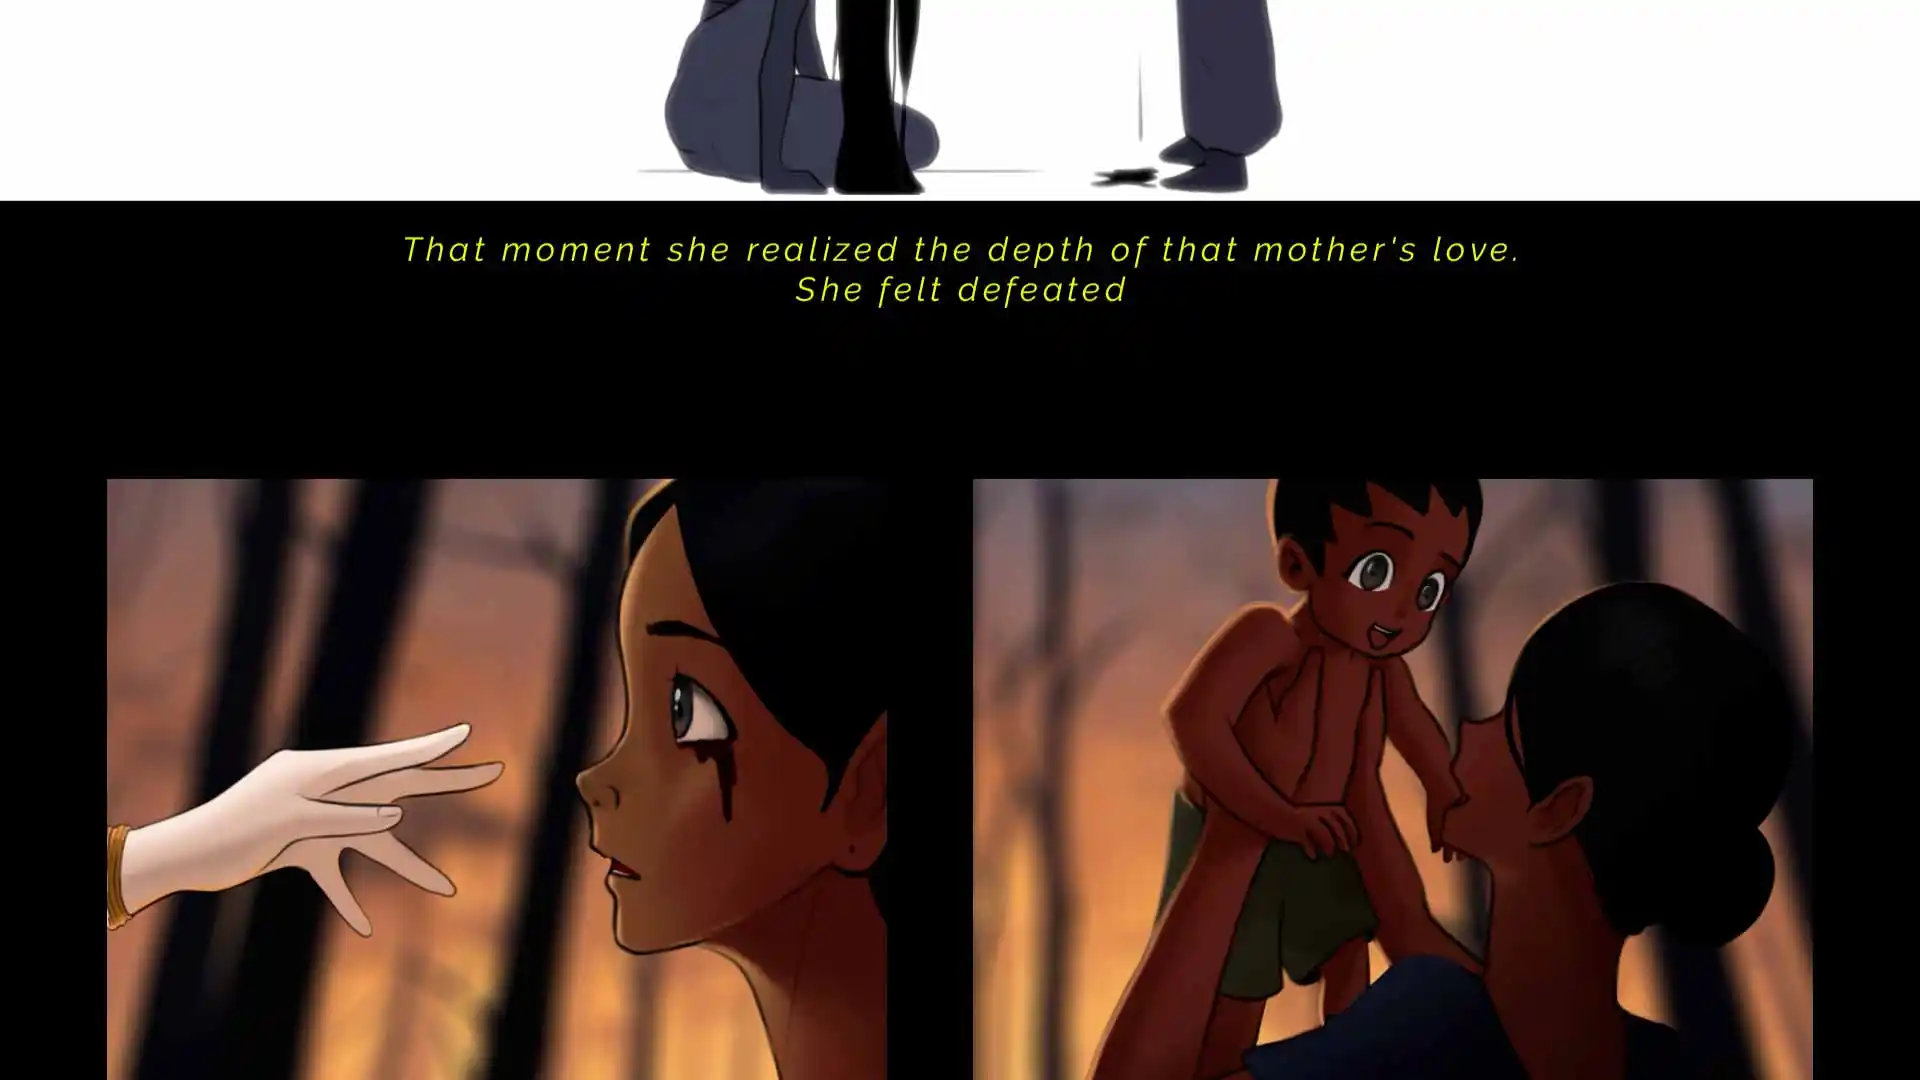 That moment she realized the depth of that mother's love.
She felt defeated